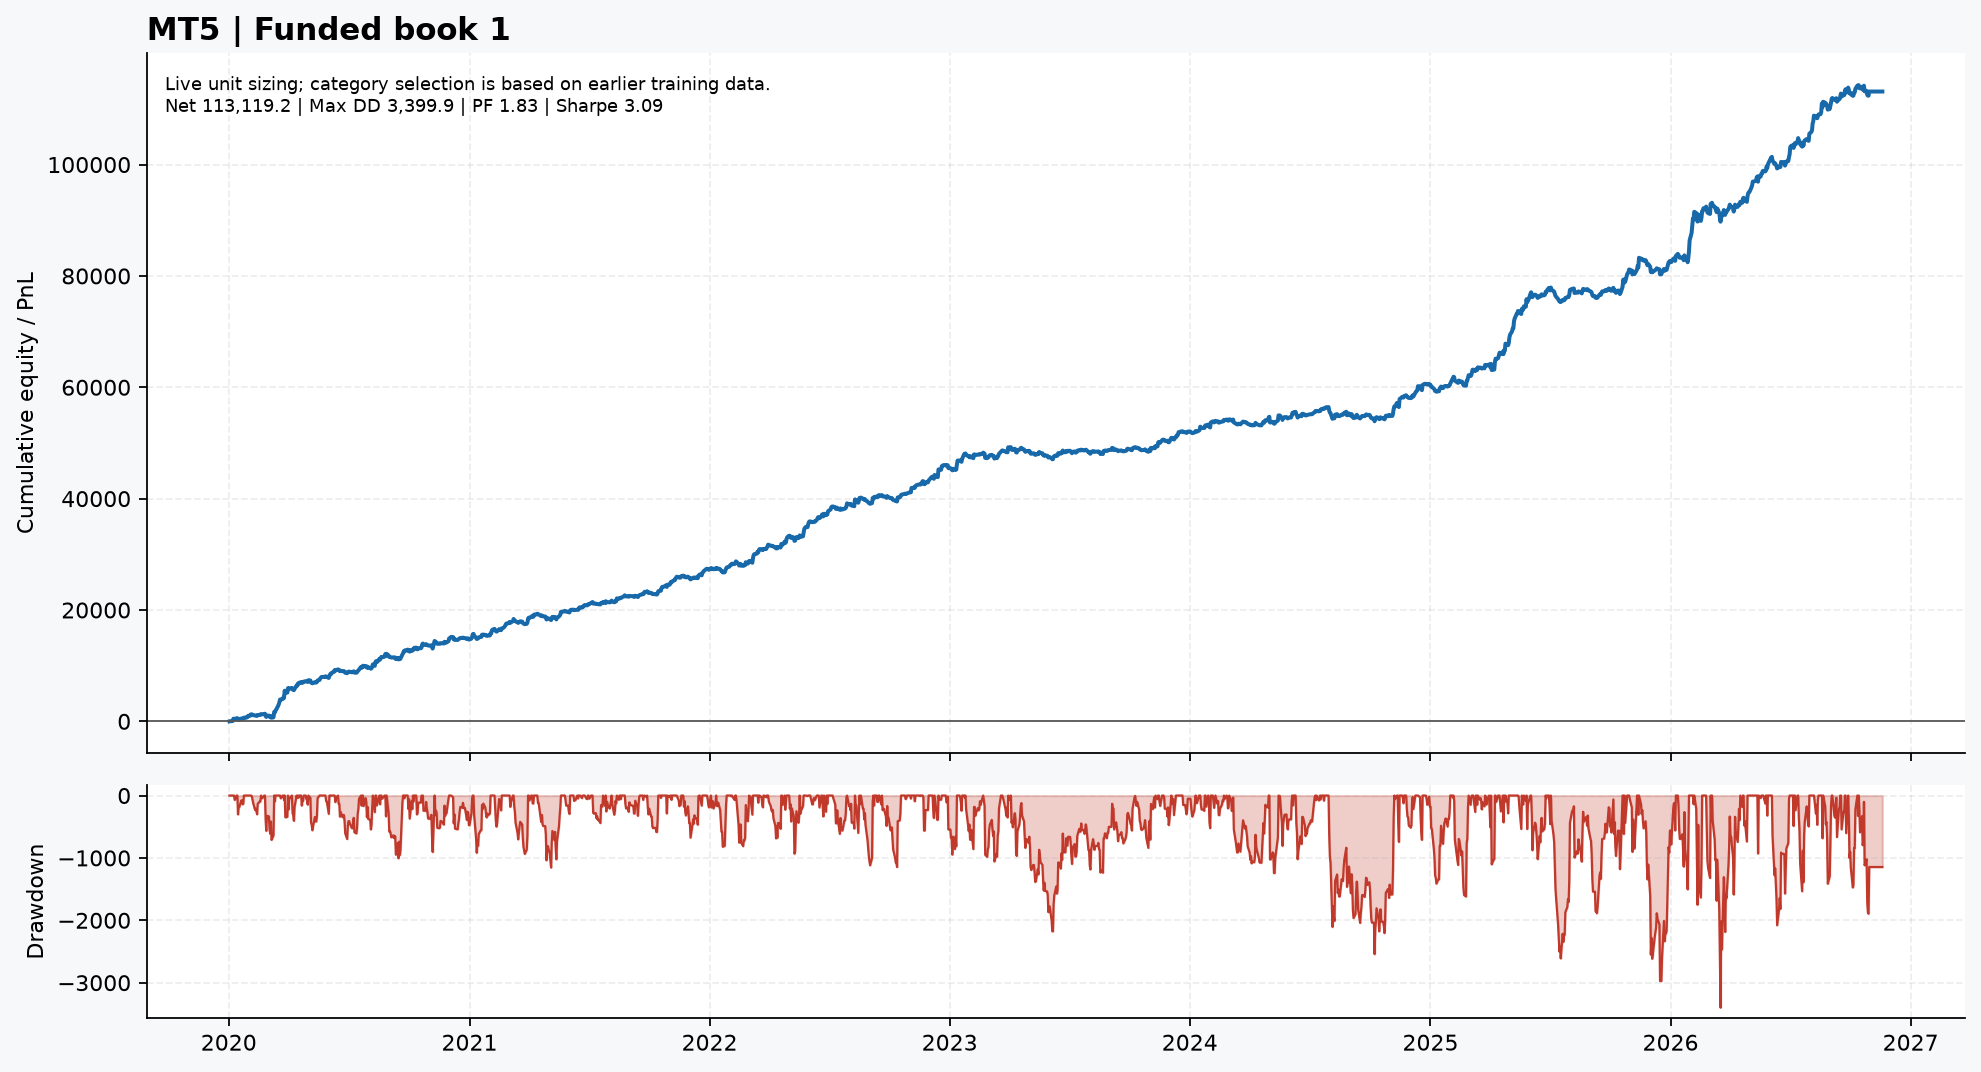 MT5 | Funded book 1
Live unit sizing; category selection is based on earlier training data.
Net 113,119.2 | Max DD 3,399.9 | PF 1.83 | Sharpe 3.09
Cumulative equity / PnL
100000
80000
60000
40000
20000
0
Drawdown
0
−1000
−2000
−3000
2020 2021 2022 2023 2024 2025 2026 2027